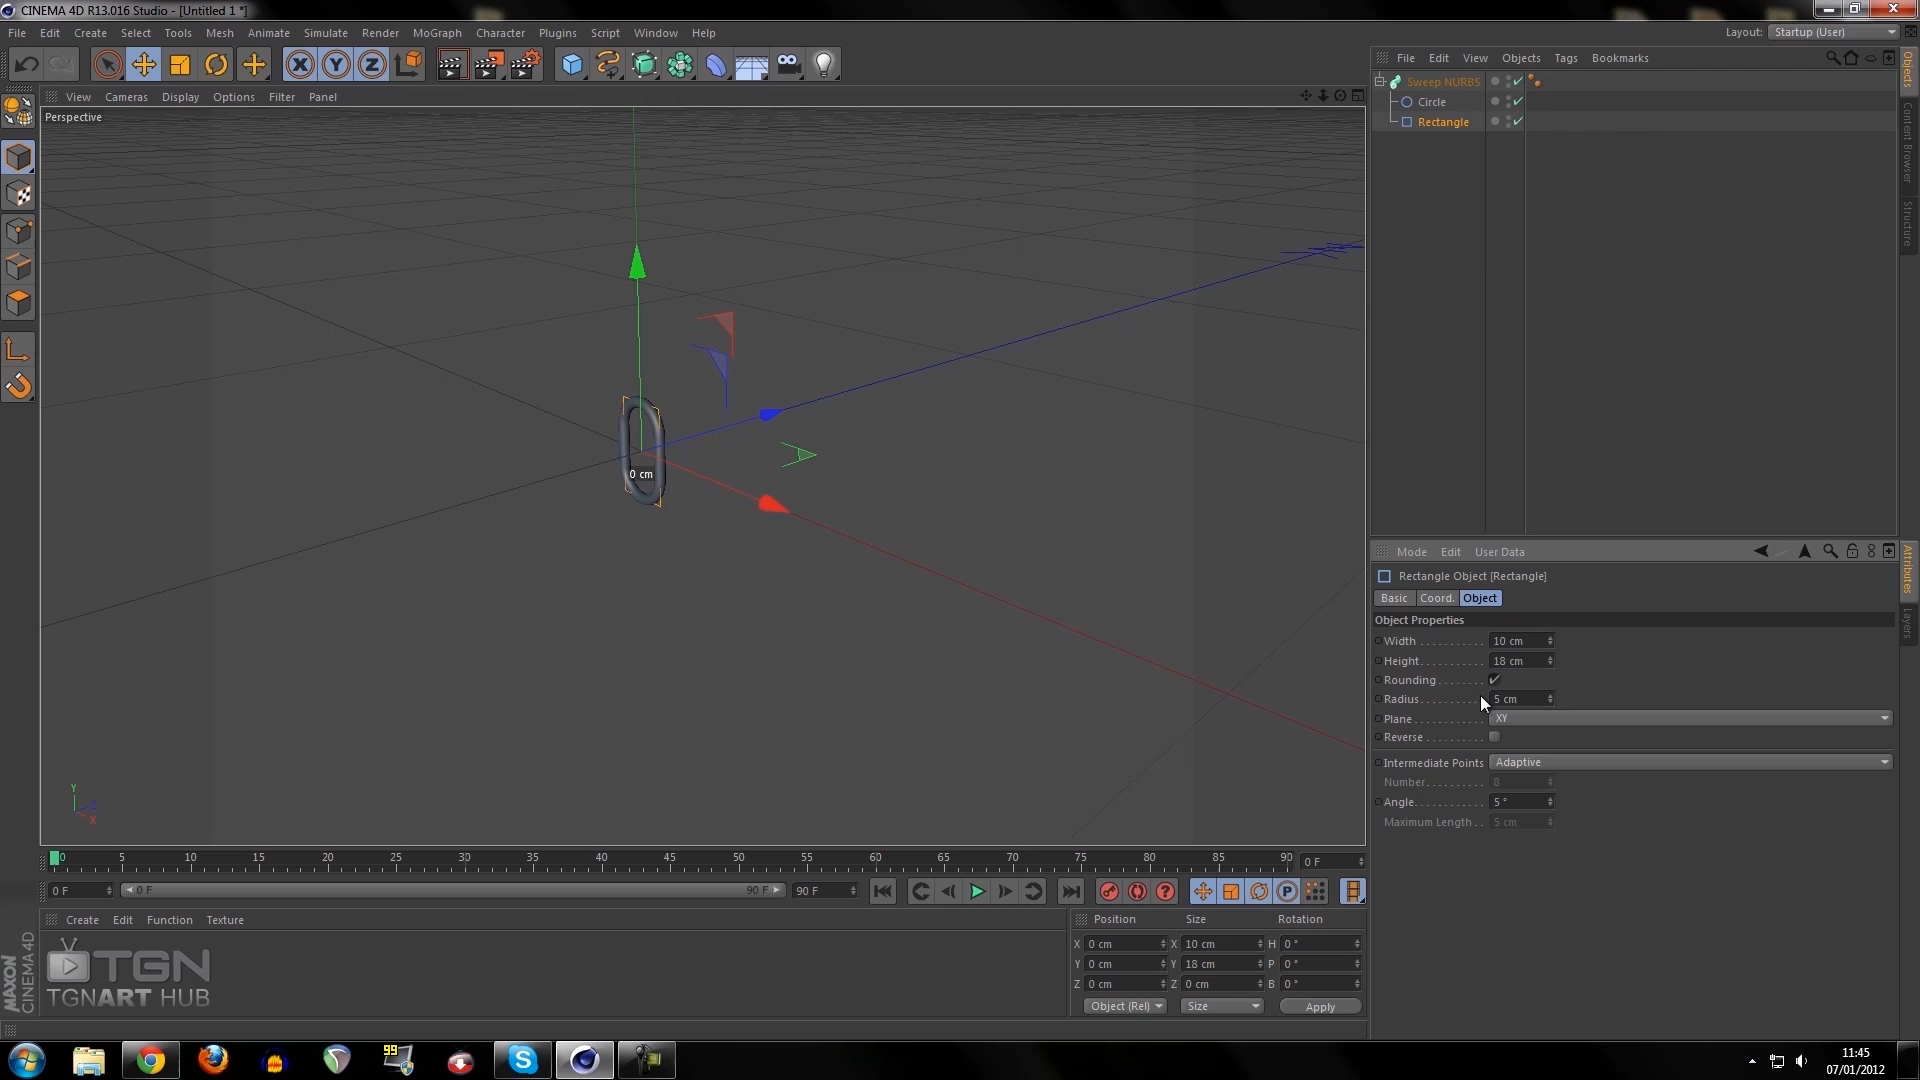 CINEMA 4D R13.016 Studio - [Untitled 1 *]
File Edit Create Select Tools Mesh Animate Simulate Render MoGraph Character Plugins Script Window Help
Layout: Startup (User)
X Y Z
File Edit View Objects Tags Bookmarks
Sweep NURBS
Circle
Rectangle
Objects
Content Browser
Structure
View Cameras Display Options Filter Panel
Perspective
0 cm
Y
Z
X
Mode Edit User Data
Attributes
Layers
Rectangle Object [Rectangle]
Basic Coord. Object
Object Properties
Width . . . . . . . . . . . 10 cm
Height. . . . . . . . . . . 18 cm
Rounding . . . . . . . .
Radius. . . . . . . . . . . 5 cm
Plane . . . . . . . . . . . . XY
Reverse . . . . . . . . . .
Intermediate Points Adaptive
Number. . . . . . . . . . 8
Angle. . . . . . . . . . . . 5 °
Maximum Length . . 5 cm
0 5 10 15 20 25 30 35 40 45 50 55 60 65 70 75 80 85 90 0 F
0 F 0 F 90 F 90 F
P
Create Edit Function Texture
Position Size Rotation
X 0 cm X 10 cm H 0 °
Y 0 cm Y 18 cm P 0 °
Z 0 cm Z 0 cm B 0 °
Object (Rel) Size Apply
TGN
TGNART HUB
MAXON
CINEMA 4D
99
11:45
07/01/2012